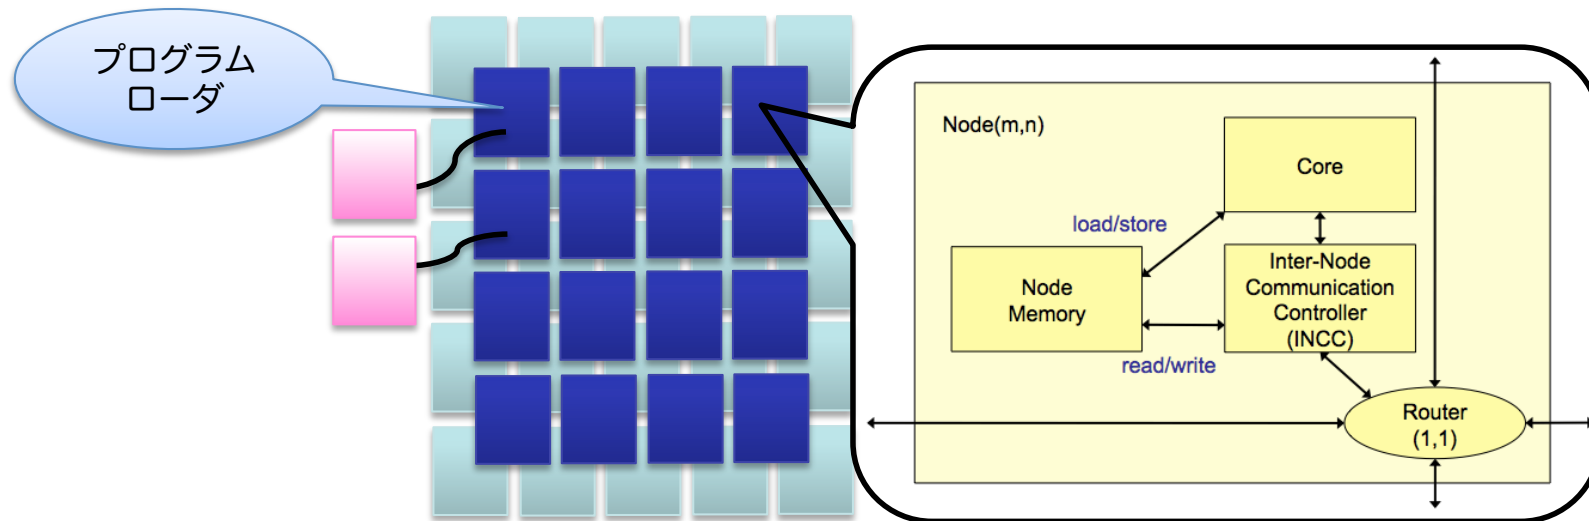 プログラム
ローダ
Node(m,n)
Core
load/store
Node
Memory
Inter-Node
Communication
Controller
(INCC)
read/write
Router
(1,1)